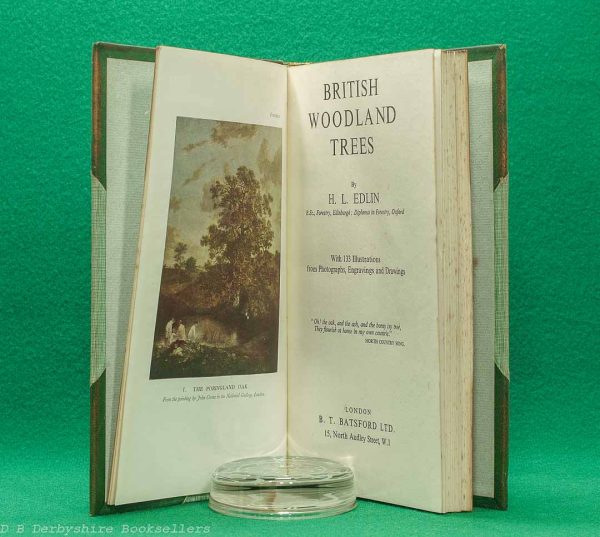 1. THE PORINGLAND OAK
From the painting by John Crome in the National Gallery, London.
BRITISH
WOODLAND
TREES
By
H. L. EDLIN
B.Sc., Forestry, Edinburgh; Diploma in Forestry, Oxford
With 135 Illustrations
from Photographs, Engravings and Drawings
"Oh! the oak, and the ash, and the bonny ivy tree,
They flourish at home in my own country."
NORTH COUNTRY SONG.
LONDON
B. T. BATSFORD LTD.
15, North Audley Street, W.1
D B Derbyshire Booksellers